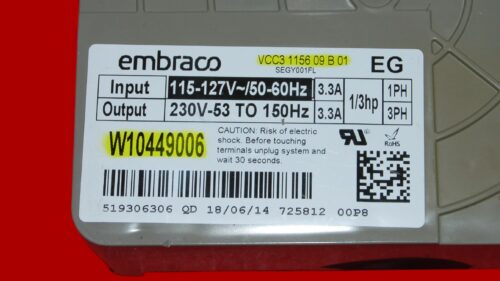 embraco VCC3 1156 09 B 01 EG
SEGY001FL
Input 115-127V~/50-60Hz 3.3A 1/3hp 1PH
Output 230V-53 TO 150Hz 3.3A 3PH
W10449006
CAUTION: Risk of electric
shock. Before touching
terminals unplug system and
wait 30 seconds.
RoHS
519306306 QD 18/06/14 725812 00P8